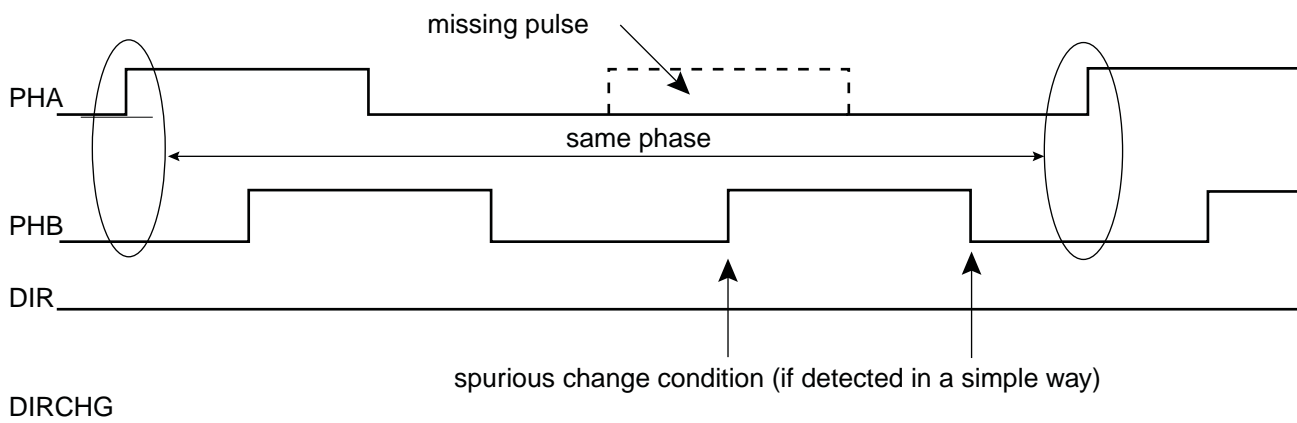 missing pulse
PHA
same phase
PHB
DIR
spurious change condition (if detected in a simple way)
DIRCHG